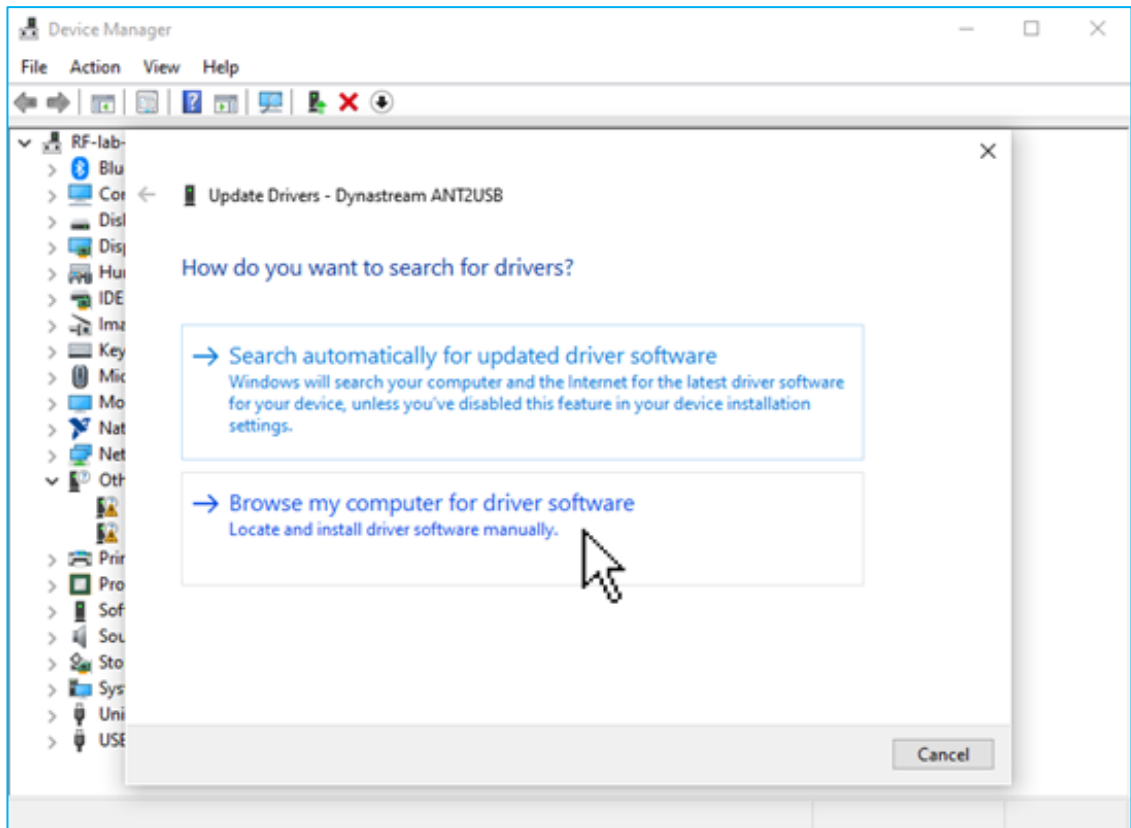 Device Manager
File Action View Help
RF-lab-
Blu
Cor
Disl
Disp
Hur
IDE
Ima
Key
Mic
Mo
Nat
Net
Oth
Prir
Pro
Sof
Sou
Sto
Sys
Uni
USE
Update Drivers - Dynastream ANT2USB
How do you want to search for drivers?
Search automatically for updated driver software
Windows will search your computer and the Internet for the latest driver software
for your device, unless you've disabled this feature in your device installation
settings.
Browse my computer for driver software
Locate and install driver software manually.
Cancel